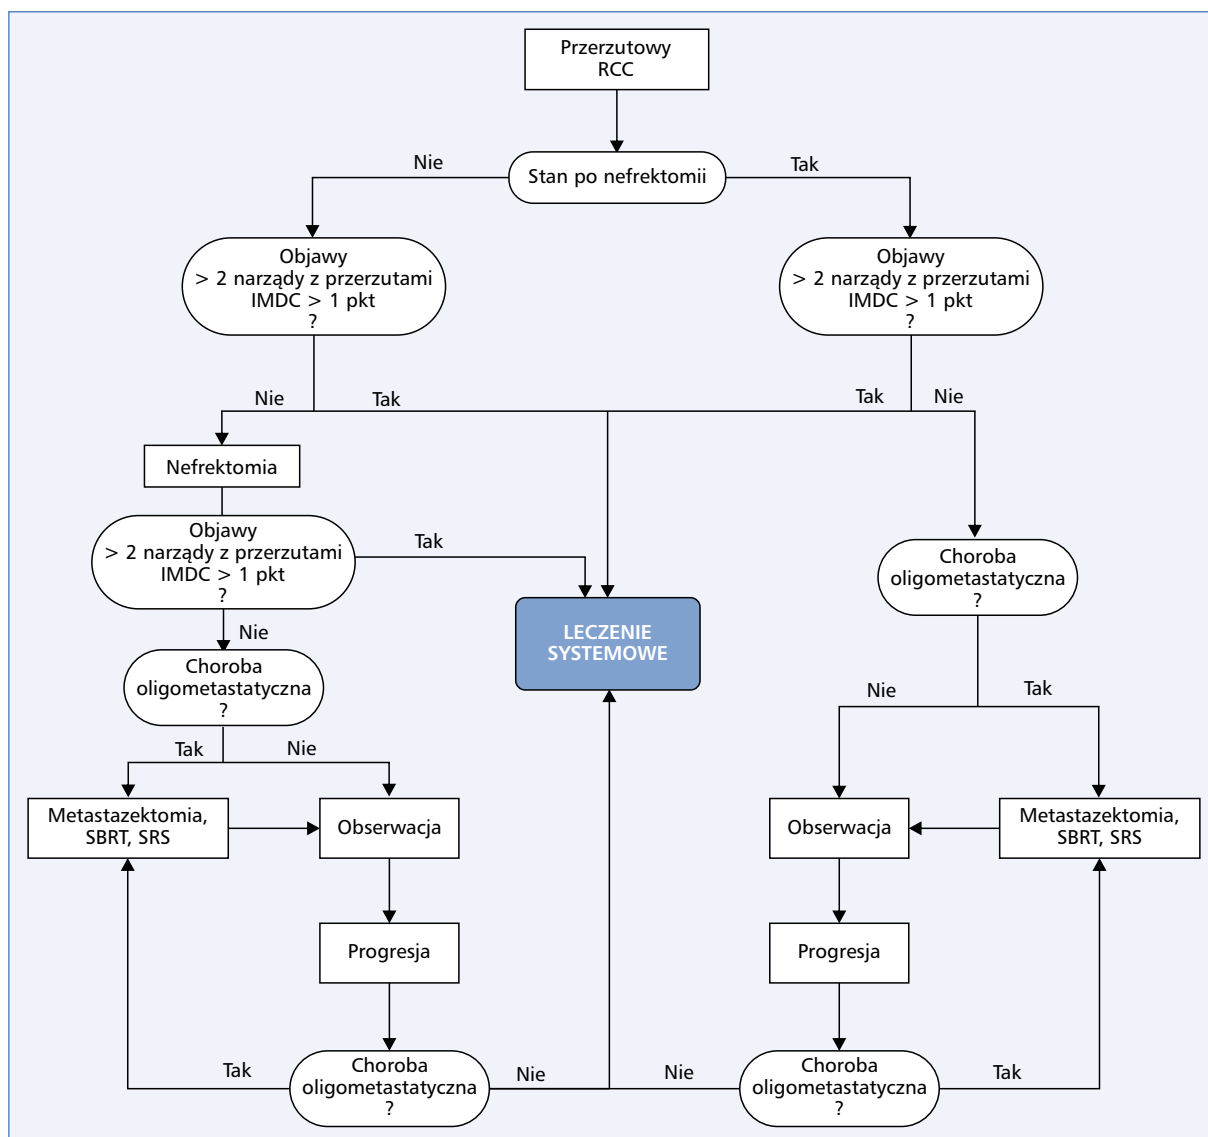 Przerzutowy
RCC
Nie
Stan po nefrektomii
Tak
Objawy
> 2 narządy z przerzutami
IMDC > 1 pkt
?
Objawy
> 2 narządy z przerzutami
IMDC > 1 pkt
?
Nie
Tak
Tak
Nie
Nefrektomia
Objawy
> 2 narządy z przerzutami
IMDC > 1 pkt
?
Tak
Choroba
oligometastatyczna
?
LECZENIE
SYSTEMOWE
Nie
Choroba
oligometastatyczna
?
Nie
Tak
Tak
Nie
Metastazektomia,
SBRT, SRS
Obserwacja
Obserwacja
Metastazektomia,
SBRT, SRS
Progresja
Progresja
Tak
Choroba
oligometastatyczna
?
Nie
Nie
Choroba
oligometastatyczna
?
Tak